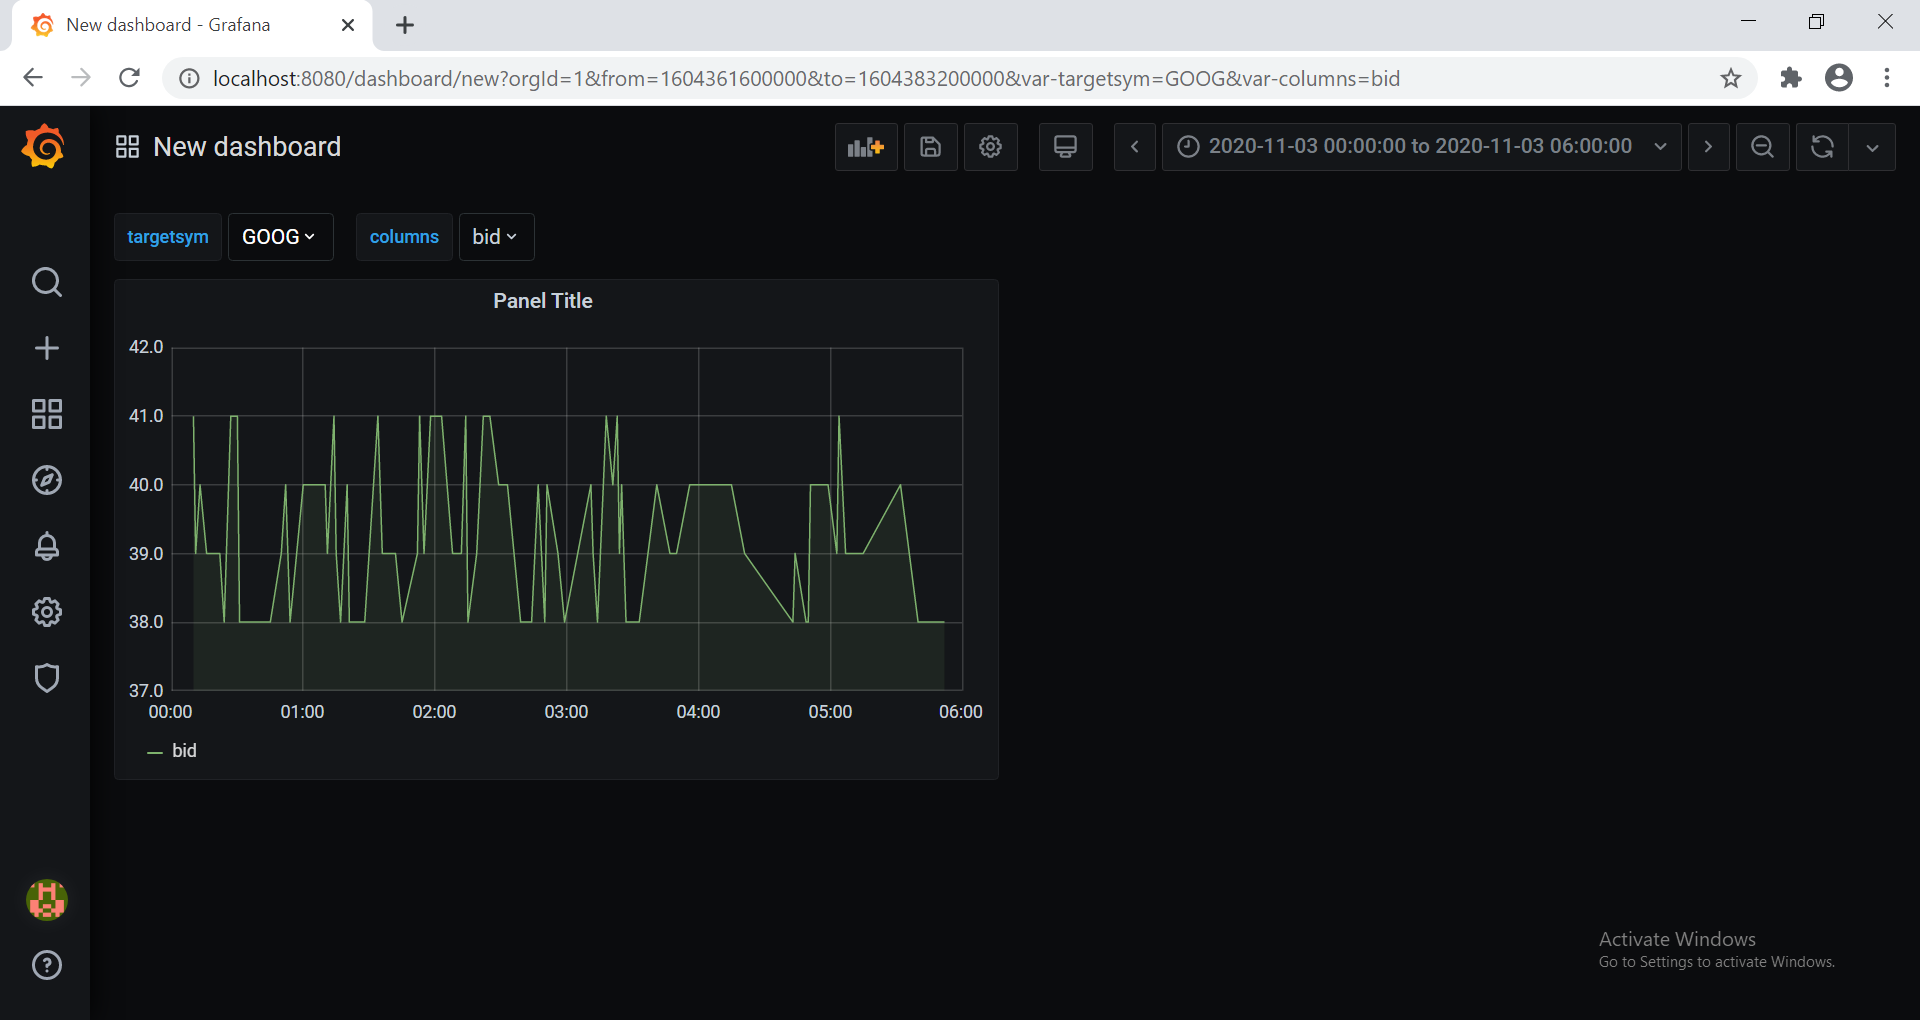 New dashboard - Grafana
localhost:8080/dashboard/new?orgId=1&from=1604361600000&to=1604383200000&var-targetsym=GOOG&var-columns=bid
New dashboard
2020-11-03 00:00:00 to 2020-11-03 06:00:00
targetsym GOOG columns bid
Panel Title
42.0
41.0
40.0
39.0
38.0
37.0
00:00 01:00 02:00 03:00 04:00 05:00 06:00
bid
Activate Windows
Go to Settings to activate Windows.